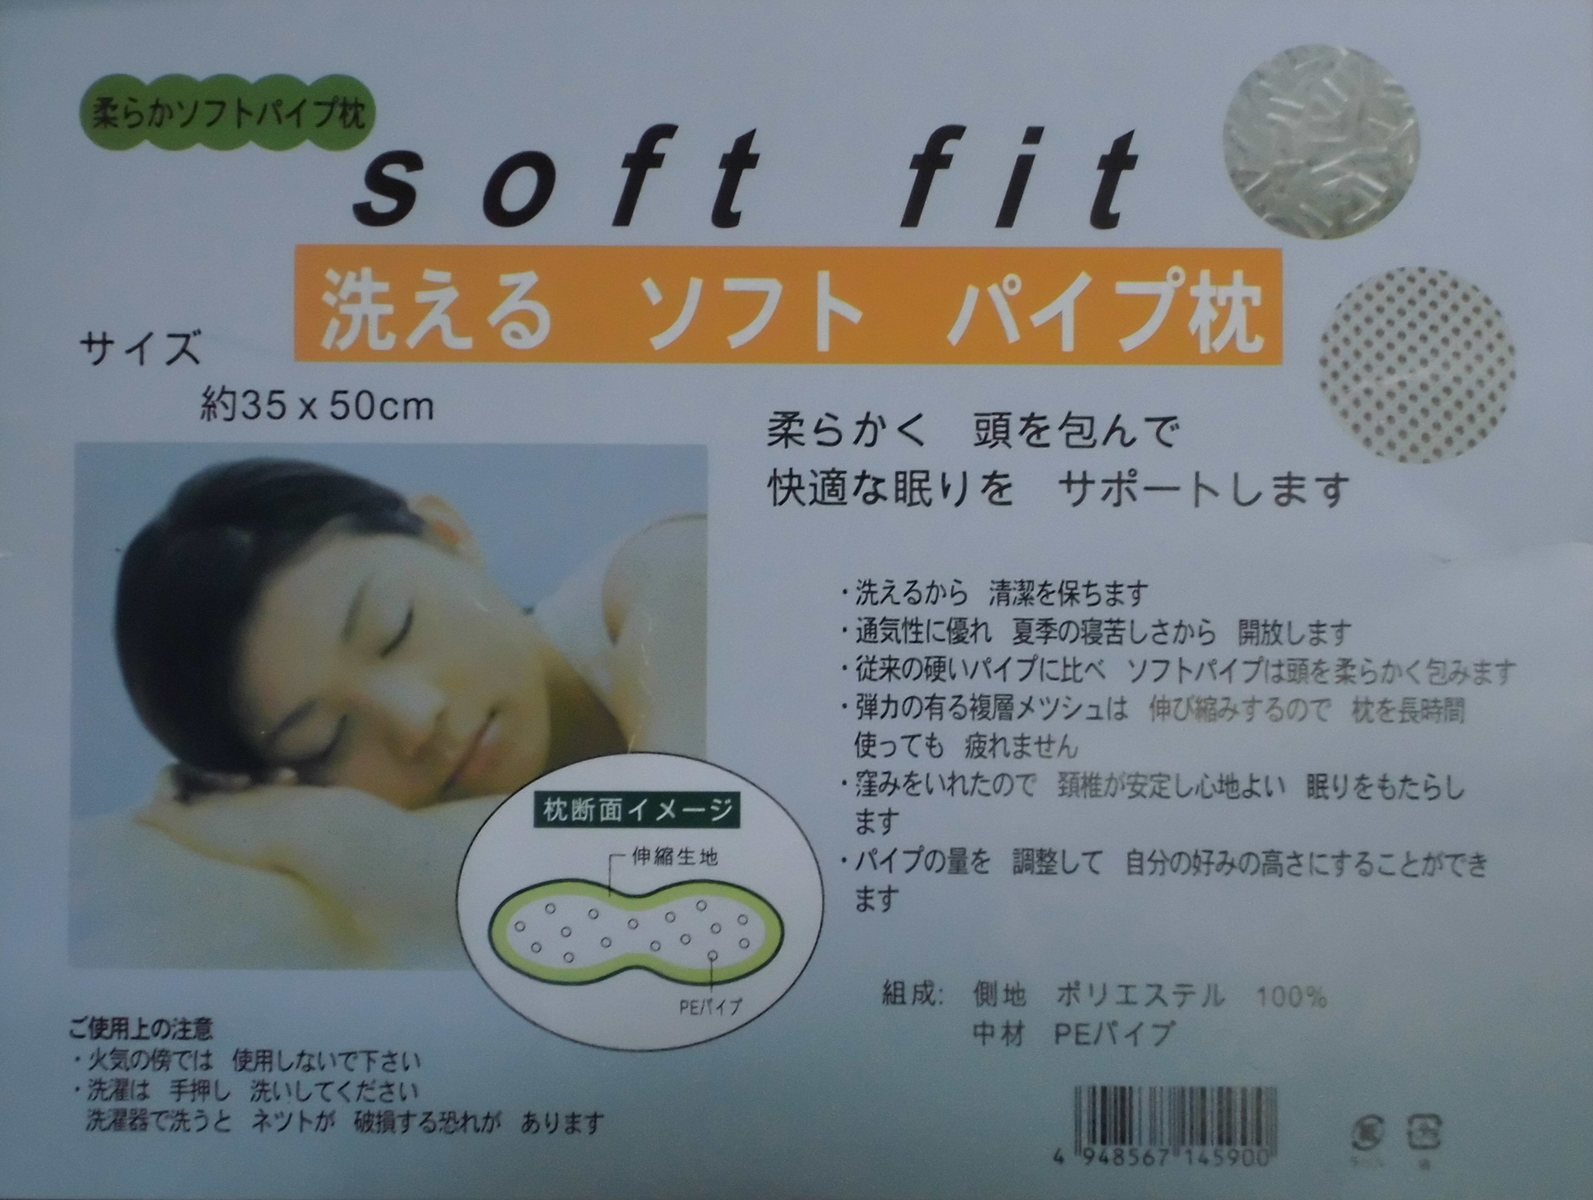 柔らかソフトパイプ枕
soft fit
洗える ソフト パイプ枕
サイズ
約35x50cm
柔らかく 頭を包んで
快適な眠りを サポートします
・洗えるから 清潔を保ちます
・通気性に優れ 夏季の寝苦しさから 開放します
・従来の硬いパイプに比べ ソフトパイプは頭を柔らかく包みます
・弾力の有る複層メツシュは 伸び縮みするので 枕を長時間
使っても 疲れません
・窪みをいれたので 頚椎が安定し心地よい 眠りをもたらし
ます
・パイプの量を 調整して 自分の好みの高さにすることができ
ます
枕断面イメージ
伸縮生地
PEパイプ
組成: 側地 ポリエステル 100%
中材 PEパイプ
ご使用上の注意
・火気の傍では 使用しないで下さい
・洗濯は 手押し 洗いしてください
洗濯器で洗うと ネツトが 破損する恐れが あります
4 948567 145900